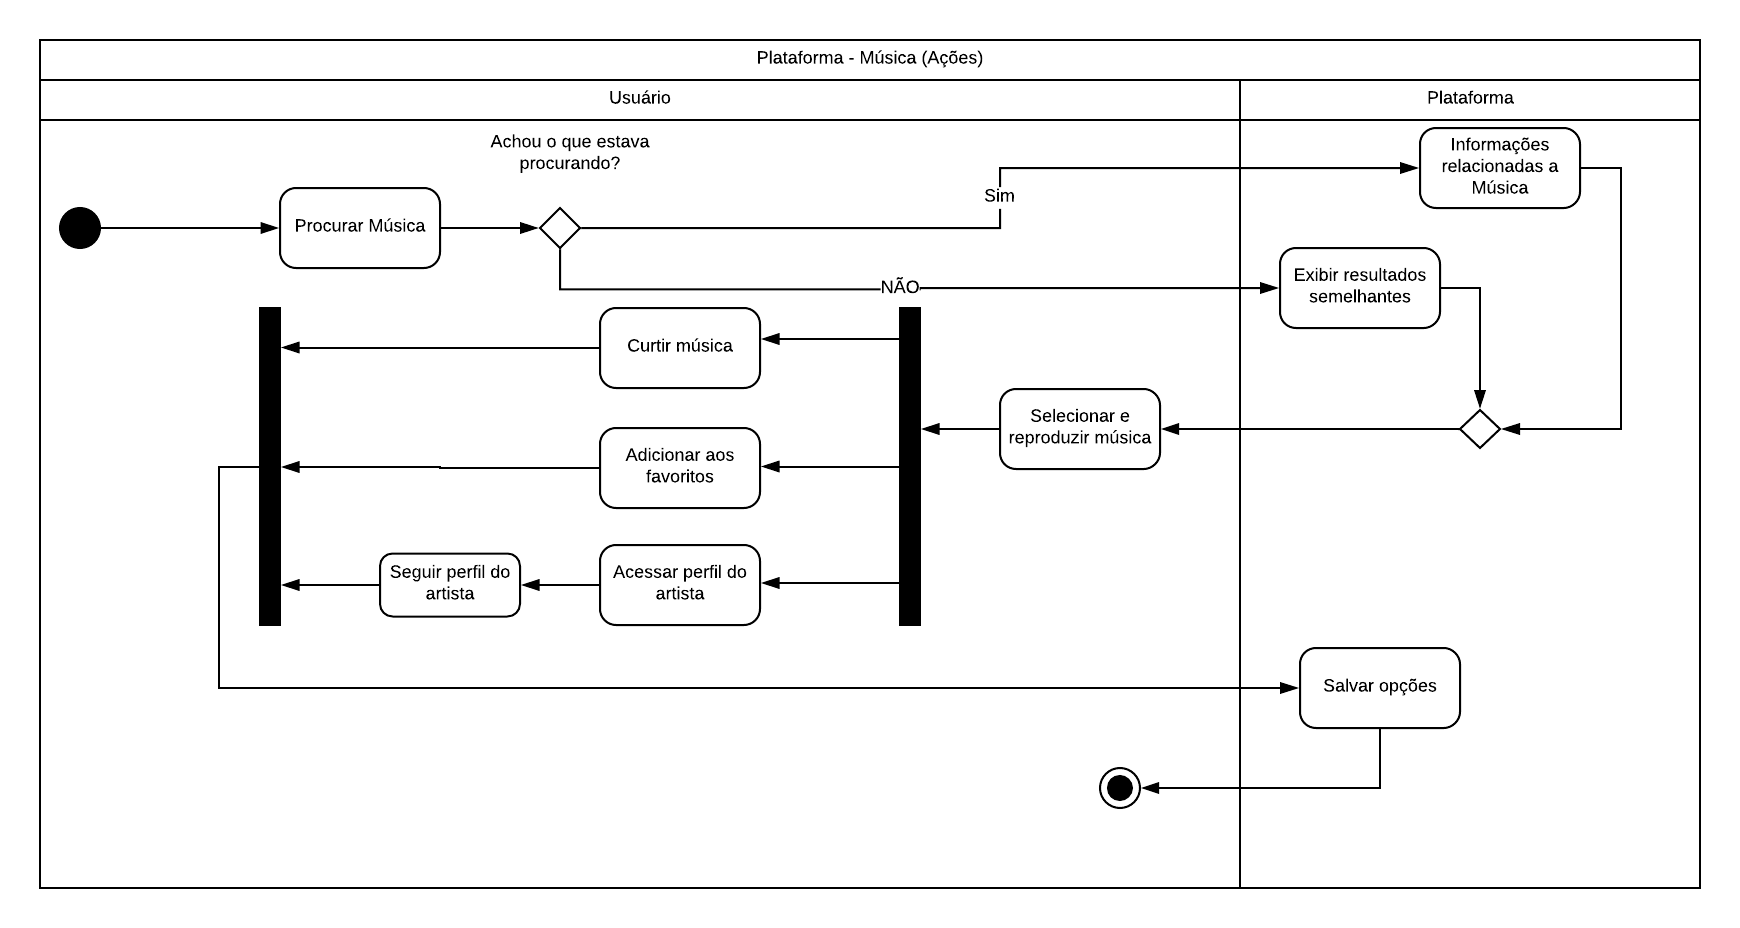 Plataforma - Música (Ações)
Usuário
Plataforma
Achou o que estava
procurando?
Informações
relacionadas a
Música
Sim
Procurar Música
Exibir resultados
semelhantes
NÃO
Curtir música
Selecionar e
reproduzir música
Adicionar aos
favoritos
Seguir perfil do
artista
Acessar perfil do
artista
Salvar opções